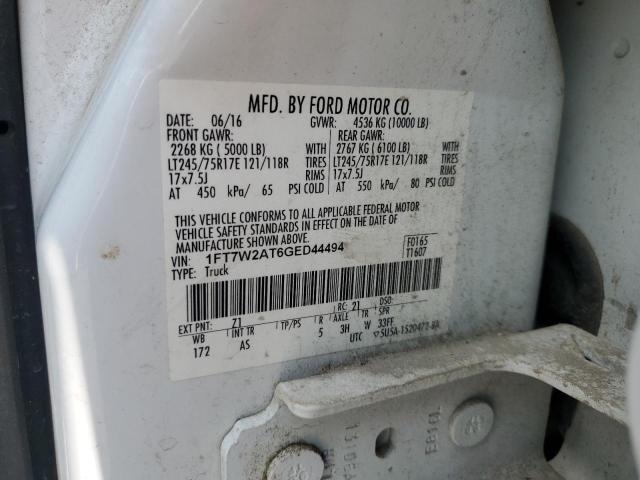 MFD. BY FORD MOTOR CO.
DATE: 06/16 GVWR: 4536 KG (10000 LB)
FRONT GAWR: REAR GAWR:
2268 KG ( 5000 LB) 2767 KG ( 6100 LB)
LT245/75R17E 121/118R TIRES LT245/75R17E 121/118R TIRES
17x7.5J RIMS 17x7.5J RIMS
AT 450 kPa/ 65 PSI COLD AT 550 kPa/ 80 PSI COLD
THIS VEHICLE CONFORMS TO ALL APPLICABLE FEDERAL MOTOR
VEHICLE SAFETY STANDARDS IN EFFECT ON THE DATE OF
MANUFACTURE SHOWN ABOVE.
VIN: 1FT7W2AT6GED44494 F0165
TYPE: Truck T1607
EXT PNT: Z1 RC: 21 DSO:
WB INT TR TP/PS R AXLE TR SPR
172 AS 5 3H W 33FF
UTC